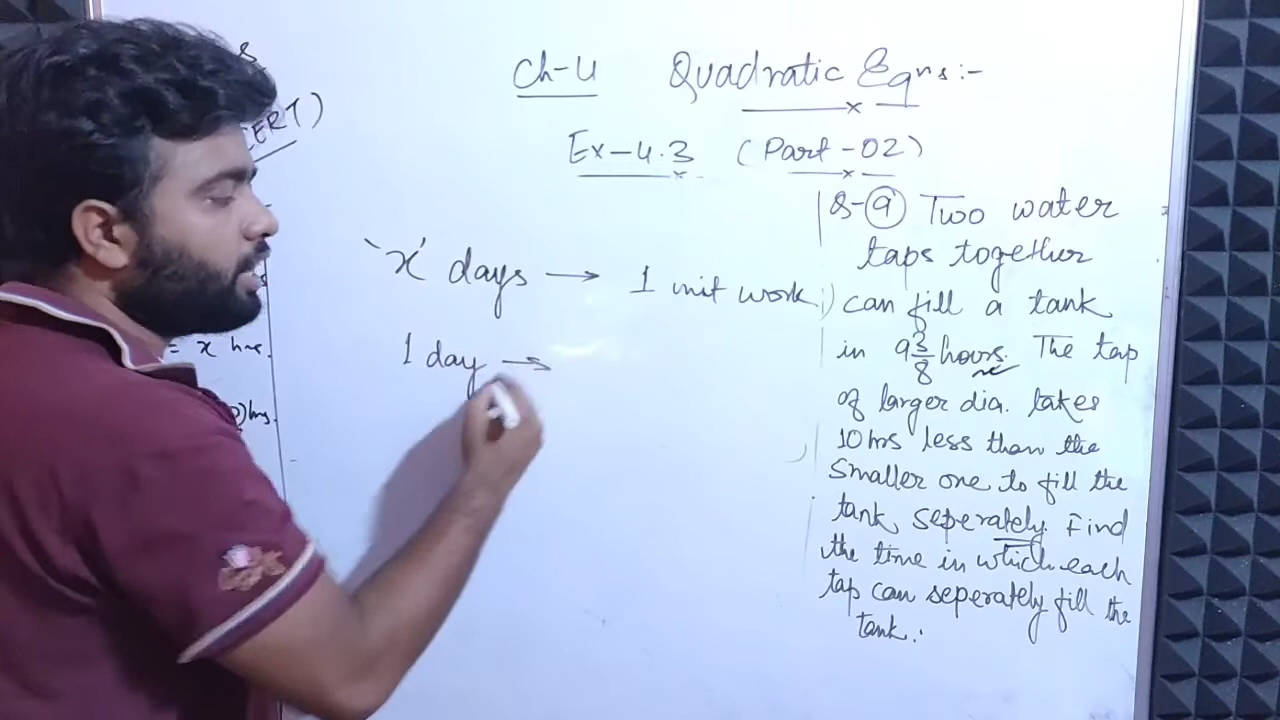 Ch-4 Quadratic Eqns:-
Ex-4.3 (Part-02)
CERT)
= x hrs.
)hrs.
'x' days → 1 unit work
1 day →
Q-9 Two water
taps together
can fill a tank
in 9 3/8 hours. The tap
of larger dia. takes
10 hrs less than the
smaller one to fill the
tank seperately. Find
the time in which each
tap can seperately fill the
tank.